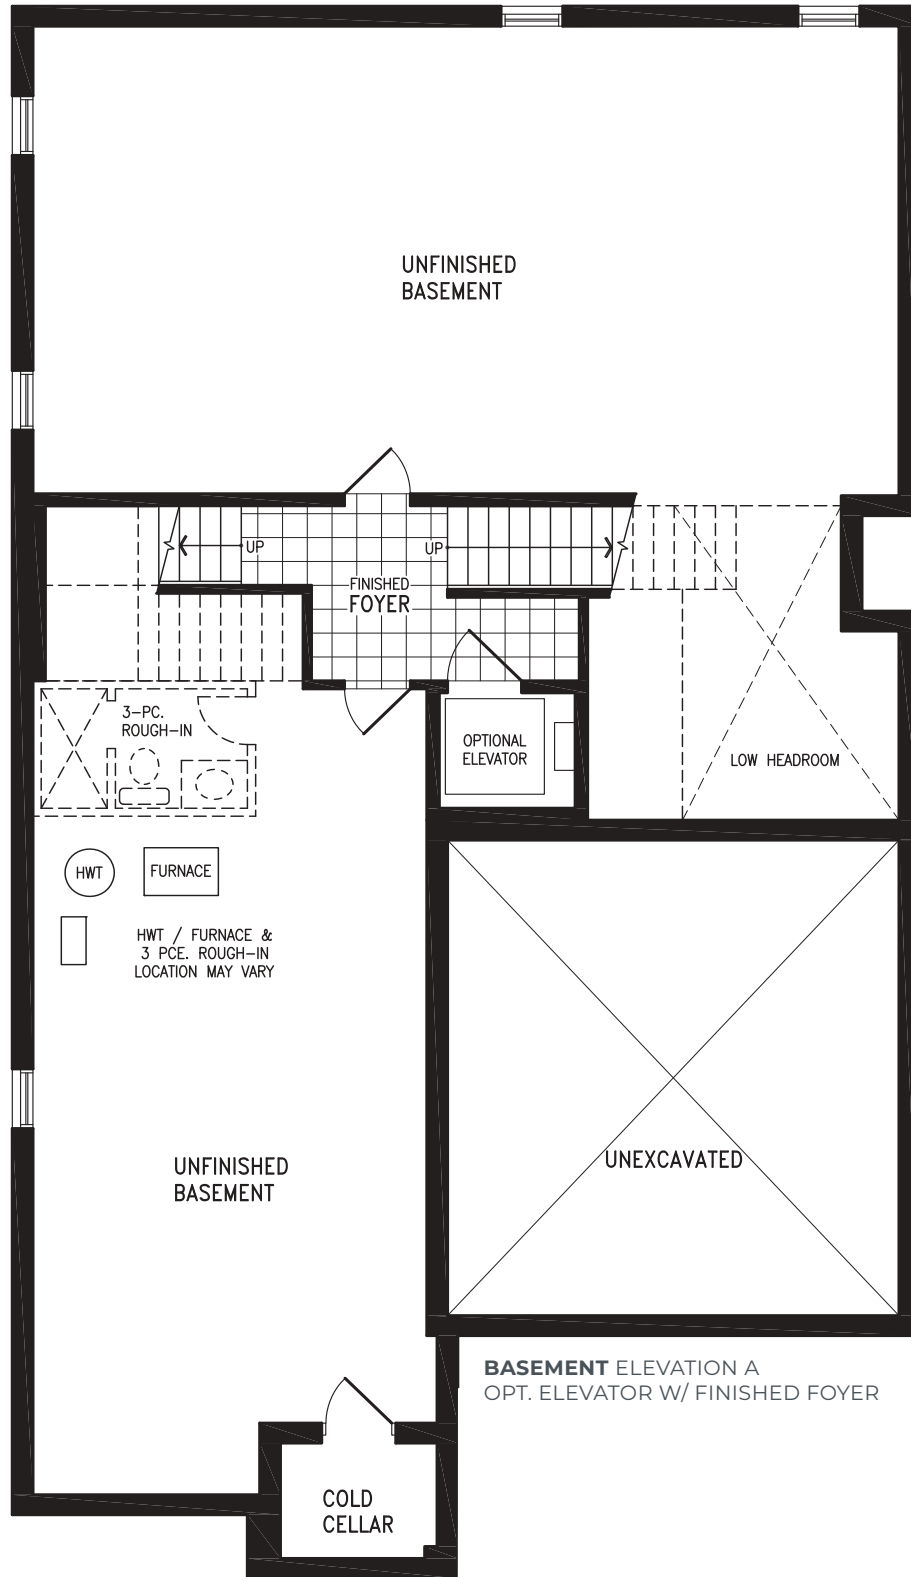 UNFINISHED
BASEMENT
UP
UP
FINISHED
FOYER
3-PC.
ROUGH-IN
OPTIONAL
ELEVATOR
LOW HEADROOM
HWT
FURNACE
HWT / FURNACE &
3 PCE. ROUGH-IN
LOCATION MAY VARY
UNFINISHED
BASEMENT
UNEXCAVATED
BASEMENT ELEVATION A
OPT. ELEVATOR W/ FINISHED FOYER
COLD
CELLAR